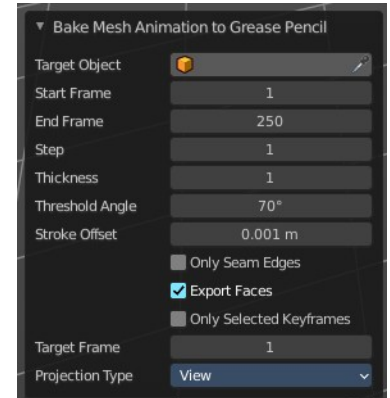 Bake Mesh Animation to Grease Pencil
Target Object
Start Frame 1
End Frame 250
Step 1
Thickness 1
Threshold Angle 70°
Stroke Offset 0.001 m
Only Seam Edges
Export Faces
Only Selected Keyframes
Target Frame 1
Projection Type View